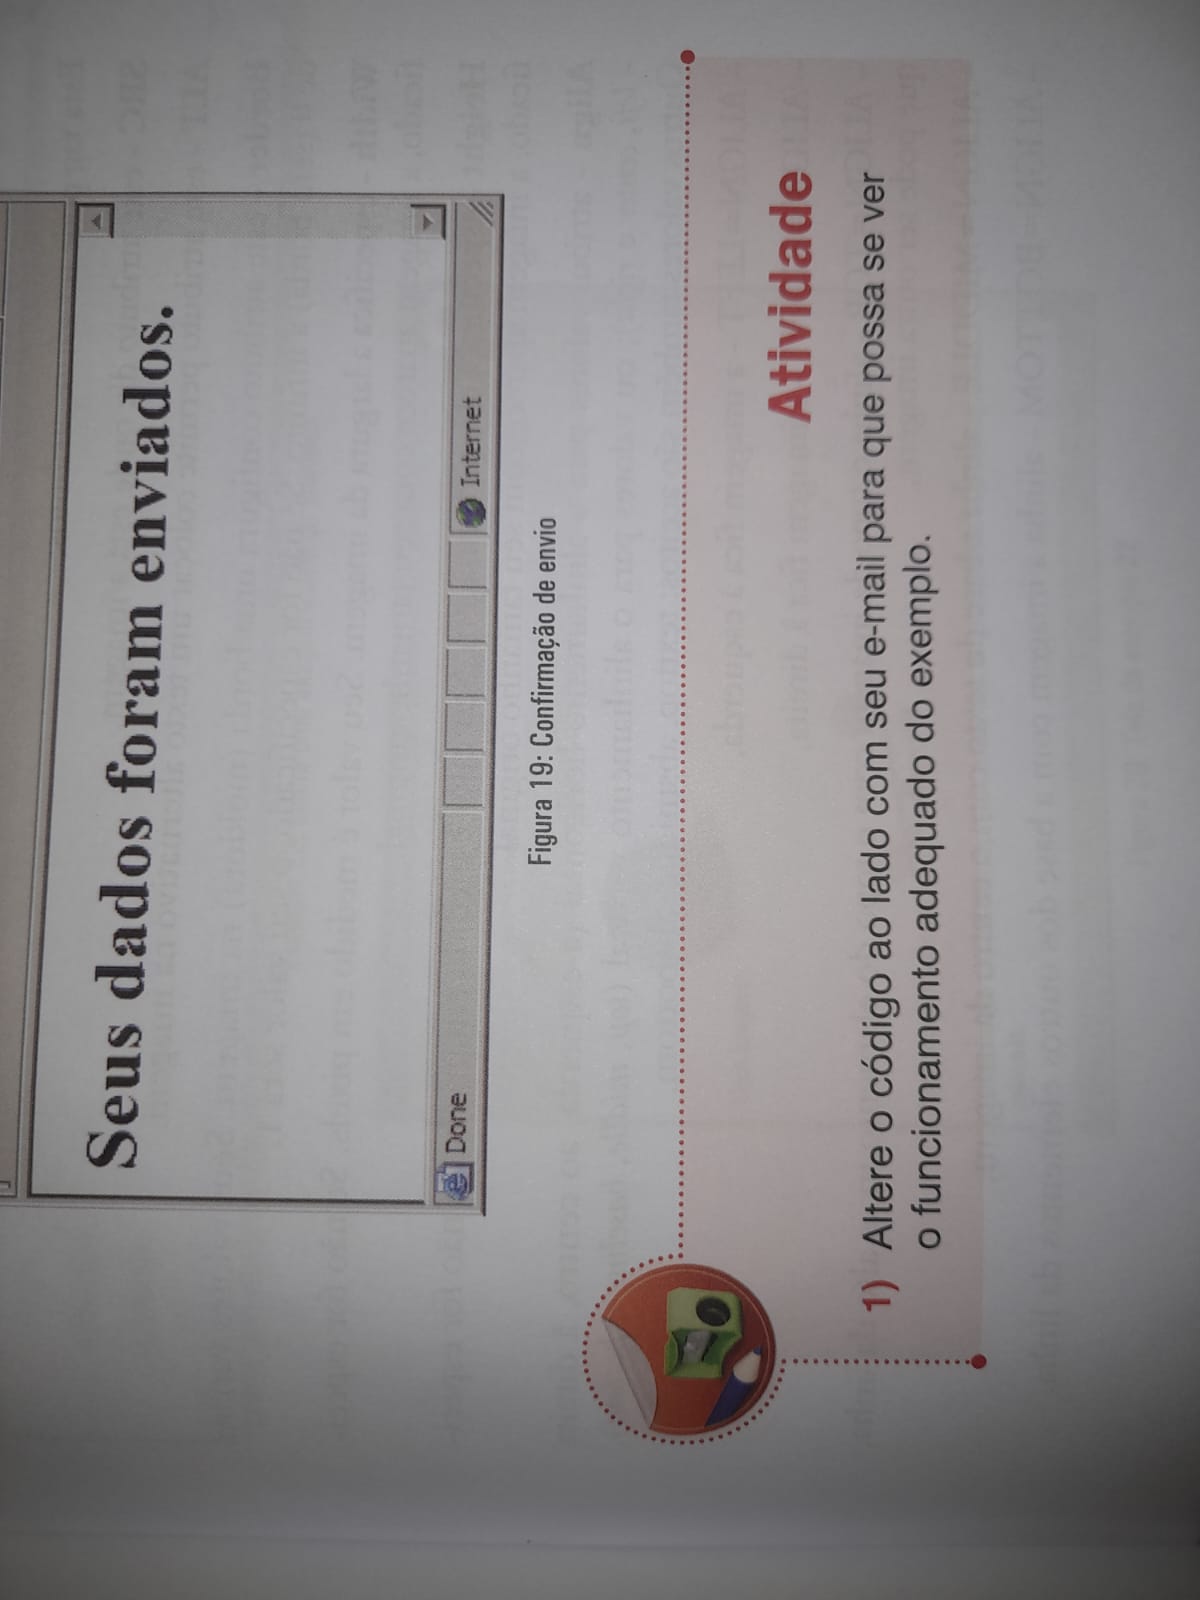 Seus dados foram enviados.
Done
Internet
Figura 19: Confirmação de envio
Atividade
1) Altere o código ao lado com seu e-mail para que possa se ver
o funcionamento adequado do exemplo.